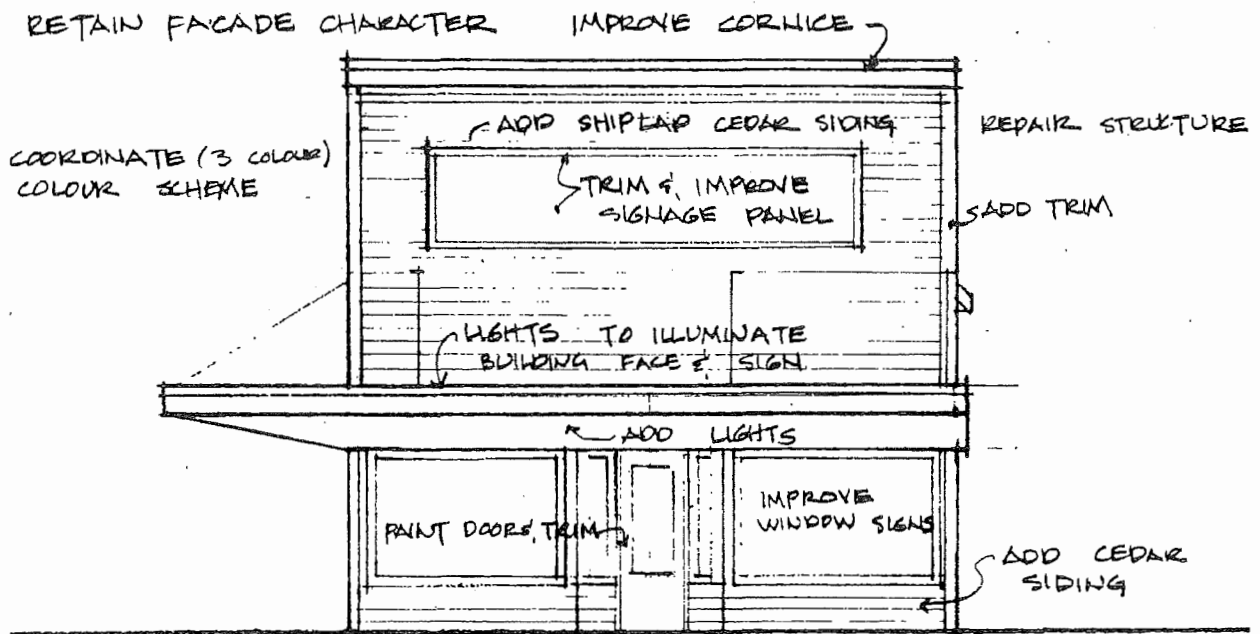 RETAIN FACADE CHARACTER
IMPROVE CORNICE
ADD SHIPLAP CEDAR SIDING
REPAIR STRUCTURE
COORDINATE (3 COLOUR)
COLOUR SCHEME
TRIM & IMPROVE
SIGNAGE PANEL
ADD TRIM
LIGHTS TO ILLUMINATE
BUILDING FACE & SIGN
ADD LIGHTS
PAINT DOORS, TRIM
IMPROVE
WINDOW SIGNS
ADD CEDAR
SIDING